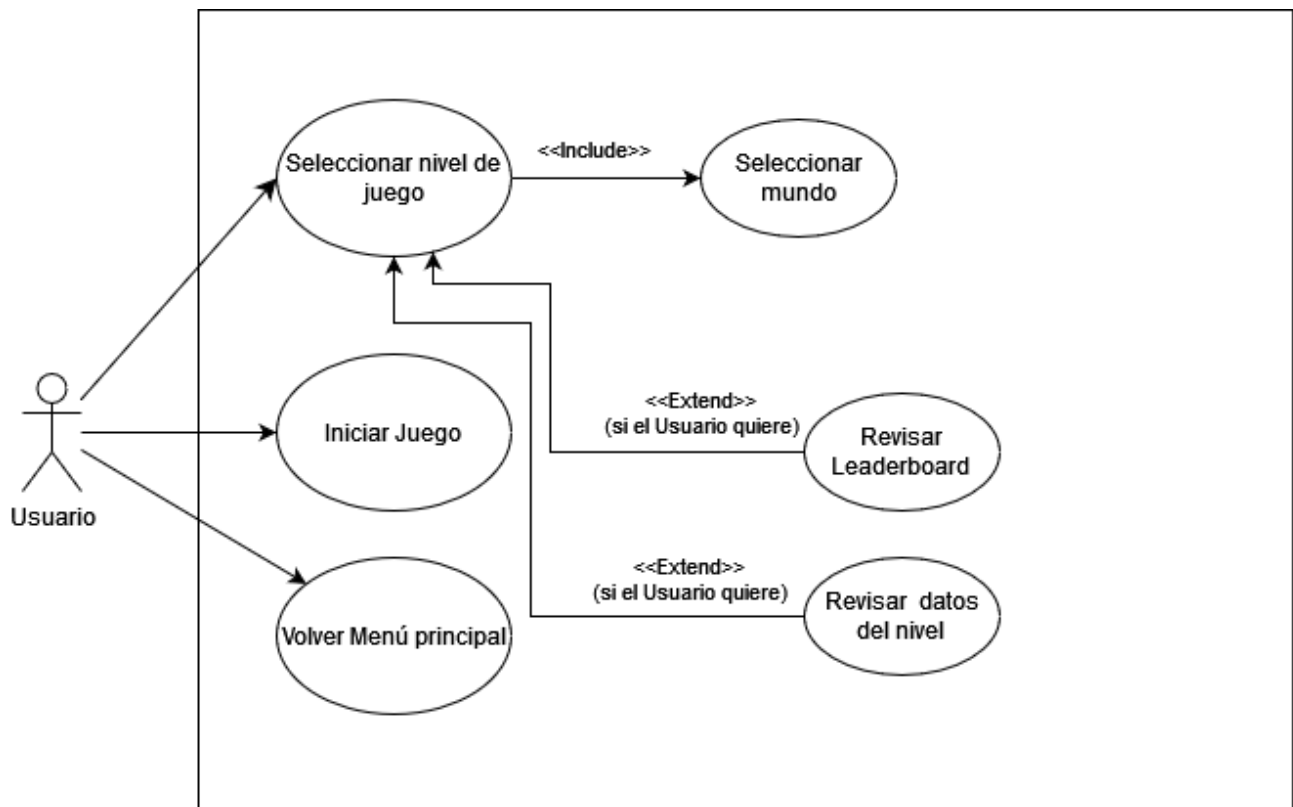 Seleccionar nivel de
juego
<<Include>>
Seleccionar
mundo
Iniciar Juego
<<Extend>>
(si el Usuario quiere)
Revisar
Leaderboard
Usuario
<<Extend>>
(si el Usuario quiere)
Revisar datos
del nivel
Volver Menú principal